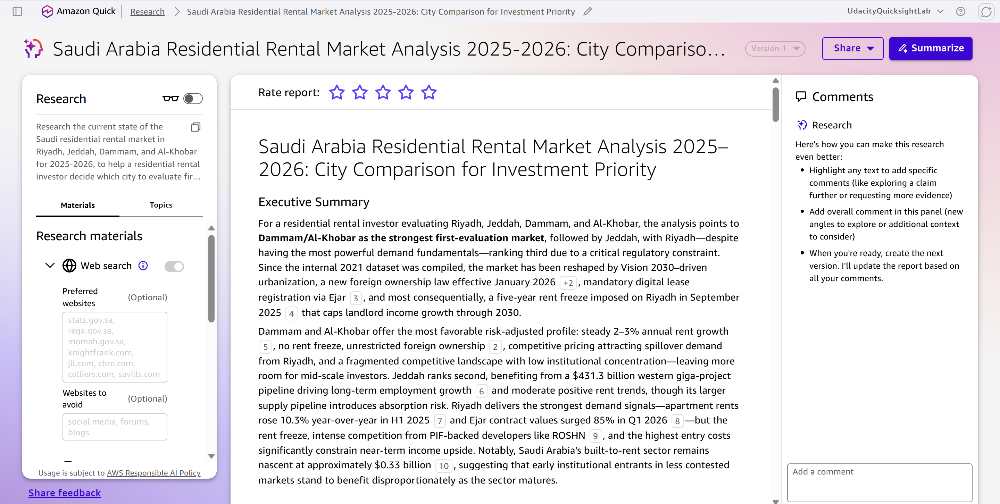 Amazon Quick
Research
Saudi Arabia Residential Rental Market Analysis 2025-2026: City Comparison for Investment Priority
UdacityQuicksightLab
Saudi Arabia Residential Rental Market Analysis 2025-2026: City Compariso...
Version 1
Share
Summarize
Research
Research the current state of the
Saudi residential rental market in
Riyadh, Jeddah, Dammam, and Al-Khobar
for 2025-2026, to help a residential rental
investor decide which city to evaluate fir...
Materials
Topics
Research materials
Web search
Preferred
websites
(Optional)
stats.gov.sa,
rega.gov.sa,
momah.gov.sa,
knightfrank.com,
jll.com, cbre.com,
colliers.com, savills.com
Websites to
avoid
(Optional)
social media, forums,
blogs
Usage is subject to AWS Responsible AI Policy
Share feedback
Rate report:
Saudi Arabia Residential Rental Market Analysis 2025–
2026: City Comparison for Investment Priority
Executive Summary
For a residential rental investor evaluating Riyadh, Jeddah, Dammam, and Al-Khobar, the analysis points to
Dammam/Al-Khobar as the strongest first-evaluation market, followed by Jeddah, with Riyadh—despite
having the most powerful demand fundamentals—ranking third due to a critical regulatory constraint.
Since the internal 2021 dataset was compiled, the market has been reshaped by Vision 2030–driven
urbanization, a new foreign ownership law effective January 2026 +2 , mandatory digital lease
registration via Ejar 3 , and most consequentially, a five-year rent freeze imposed on Riyadh in September
2025 4 that caps landlord income growth through 2030.
Dammam and Al-Khobar offer the most favorable risk-adjusted profile: steady 2–3% annual rent growth
5 , no rent freeze, unrestricted foreign ownership 2 , competitive pricing attracting spillover demand
from Riyadh, and a fragmented competitive landscape with low institutional concentration—leaving more
room for mid-scale investors. Jeddah ranks second, benefiting from a $431.3 billion western giga-project
pipeline driving long-term employment growth 6 and moderate positive rent trends, though its larger
supply pipeline introduces absorption risk. Riyadh delivers the strongest demand signals—apartment rents
rose 10.3% year-over-year in H1 2025 7 and Ejar contract values surged 85% in Q1 2026 8 —but the
rent freeze, intense competition from PIF-backed developers like ROSHN 9 , and the highest entry costs
significantly constrain near-term income upside. Notably, Saudi Arabia's built-to-rent sector remains
nascent at approximately $0.33 billion 10 , suggesting that early institutional entrants in less contested
markets stand to benefit disproportionately as the sector matures.
Comments
Research
Here's how you can make this research
even better:
• Highlight any text to add specific
comments (like exploring a claim
further or requesting more evidence)
• Add overall comment in this panel (new
angles to explore or additional context
to consider)
• When you're ready, create the next
version. I'll update the report based on
all your comments.
Add a comment